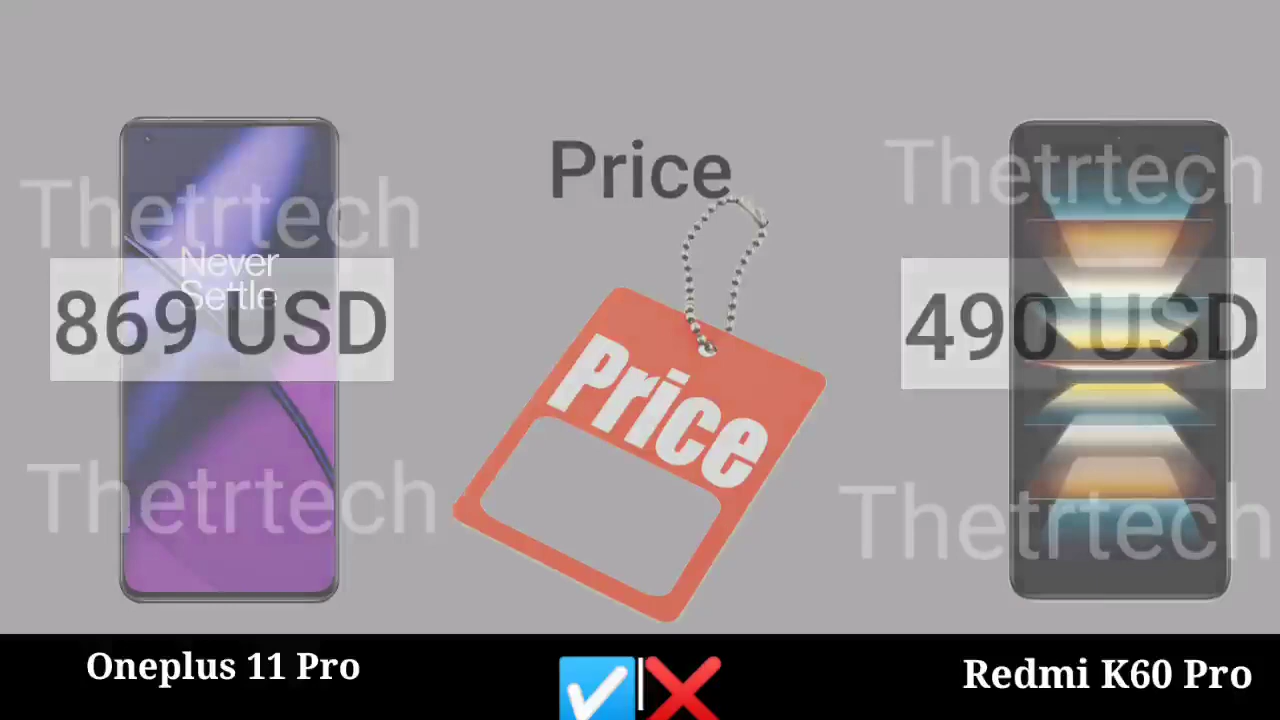 Price
Thetrtech
Thetrtech
Never
Settle
869 USD
490 USD
Price
Thetrtech
Thetrtech
Oneplus 11 Pro
Redmi K60 Pro